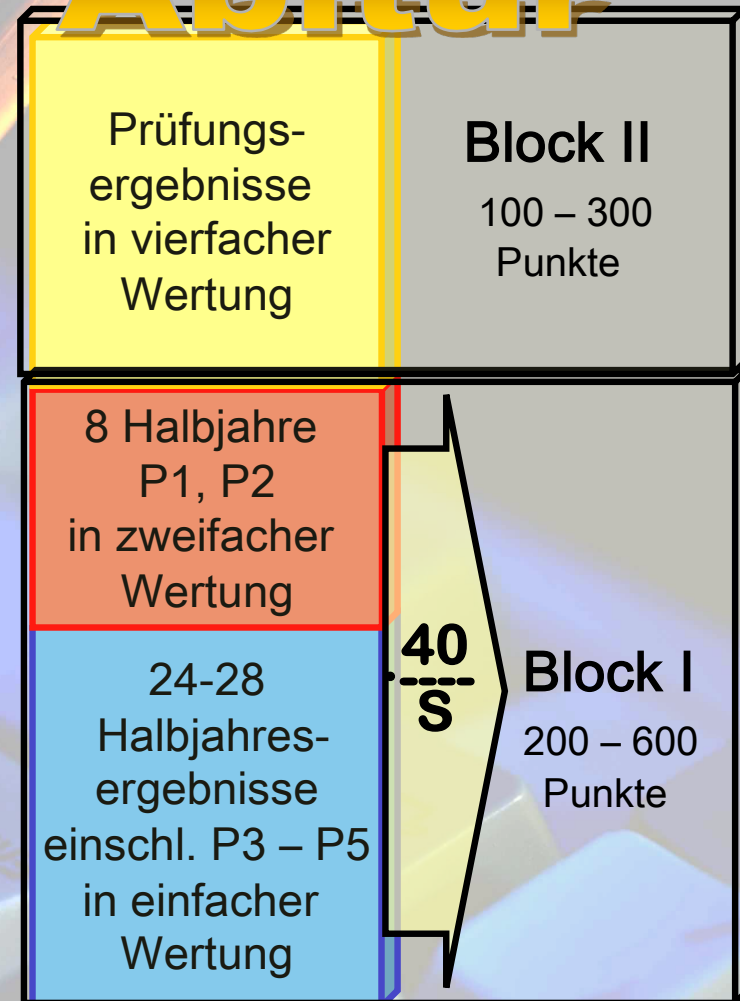 Abitur
Prüfungs-
ergebnisse
in vierfacher
Wertung
Block II
100 – 300
Punkte
8 Halbjahre
P1, P2
in zweifacher
Wertung
24-28
Halbjahres-
ergebnisse
einschl. P3 – P5
in einfacher
Wertung
· 40
----
S
Block I
200 – 600
Punkte